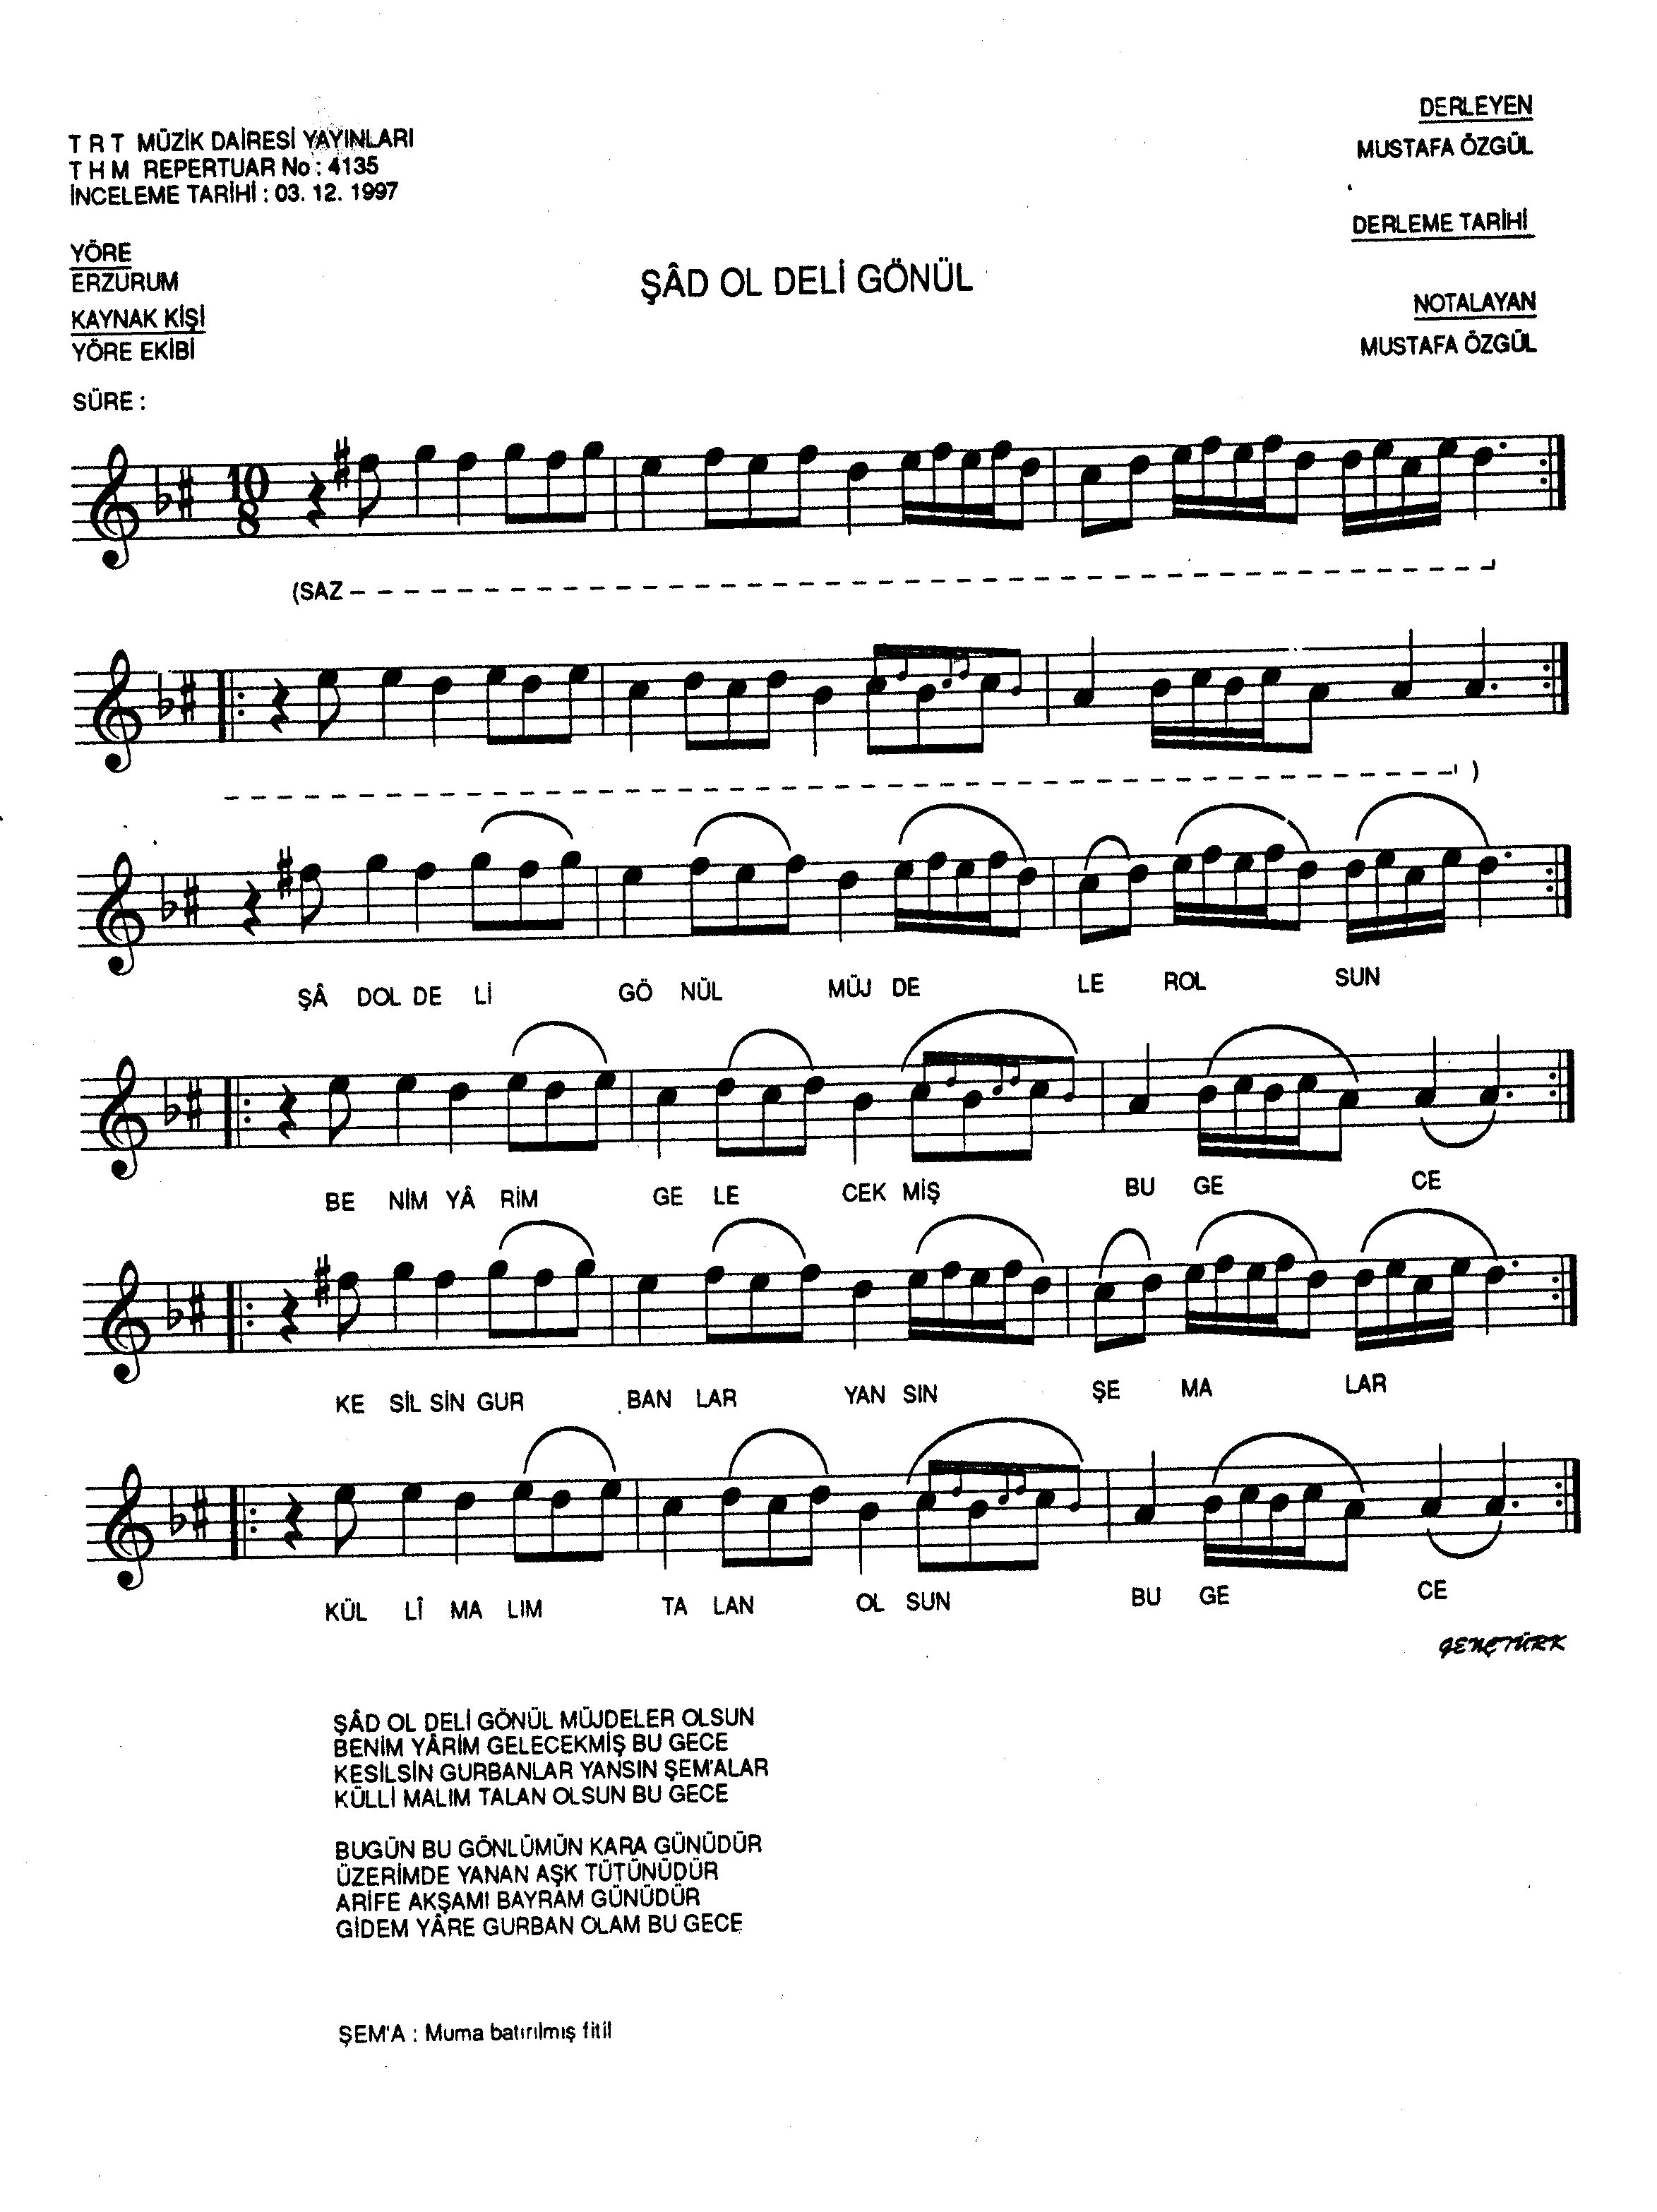 T R T MÜZİK DAİRESİ YAYINLARI
T H M REPERTUAR No : 4135
İNCELEME TARİHİ : 03. 12. 1997
DERLEYEN
MUSTAFA ÖZGÜL
DERLEME TARİHİ
YÖRE
ERZURUM
ŞÂD OL DELİ GÖNÜL
KAYNAK KİŞİ
YÖRE EKİBİ
NOTALAYAN
MUSTAFA ÖZGÜL
SÜRE :
10
8
(SAZ
)
ŞÂ DOL DE Lİ GÖ NÜL MÜJ DE LE ROL SUN
BE NİM YÂ RİM GE LE CEK MİŞ BU GE CE
KE SİL SİN GUR BAN LAR YAN SIN ŞE MA LAR
KÜL LÎ MA LIM TA LAN OL SUN BU GE CE
GENÇTÜRK
ŞÂD OL DELİ GÖNÜL MÜJDELER OLSUN
BENİM YÂRİM GELECEKMİŞ BU GECE
KESİLSİN GURBANLAR YANSIN ŞEM'ALAR
KÜLLİ MALIM TALAN OLSUN BU GECE
BUGÜN BU GÖNLÜMÜN KARA GÜNÜDÜR
ÜZERİMDE YANAN AŞK TÜTÜNÜDÜR
ARİFE AKŞAMI BAYRAM GÜNÜDÜR
GİDEM YÂRE GURBAN OLAM BU GECE
ŞEM'A : Muma batırılmış fitil